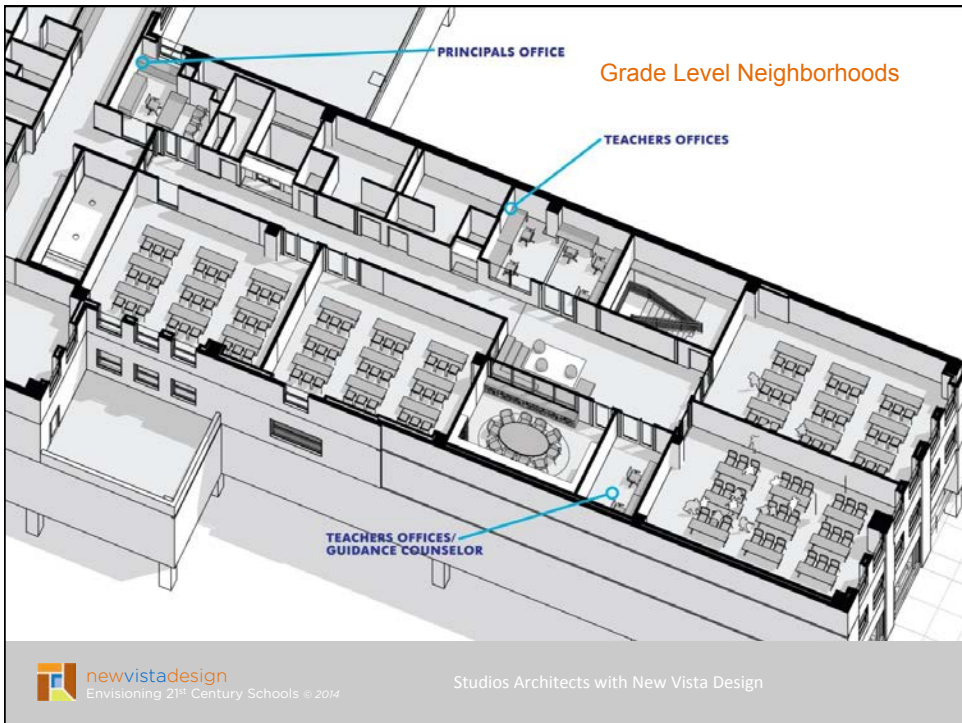 PRINCIPALS OFFICE
Grade Level Neighborhoods
TEACHERS OFFICES
TEACHERS OFFICES/
GUIDANCE COUNSELOR
newvistadesign
Envisioning 21st Century Schools © 2014
Studios Architects with New Vista Design